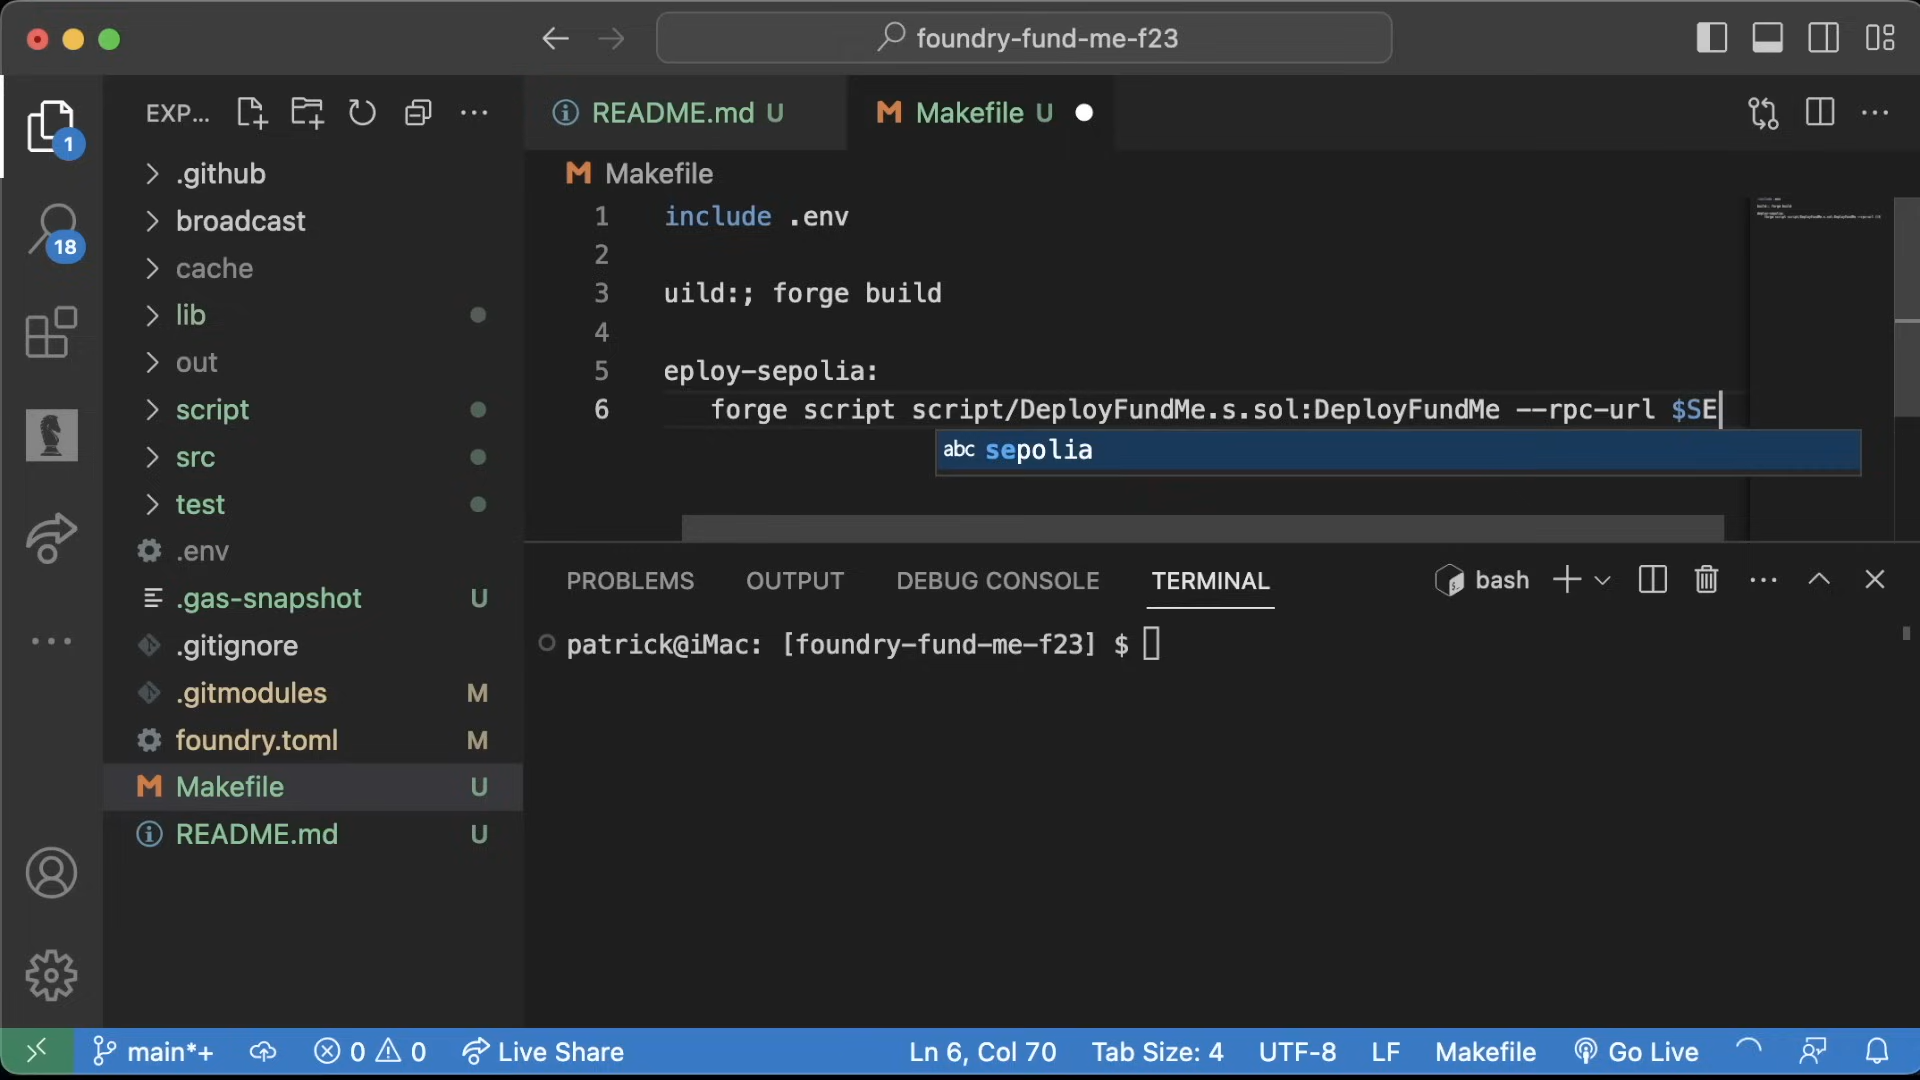 foundry-fund-me-f23
EXP...
README.md U
Makefile U
1
.github
Makefile
1 include .env
broadcast
18
2
cache
3 uild:; forge build
lib
4
out
5 eploy-sepolia:
script
6 forge script script/DeployFundMe.s.sol:DeployFundMe --rpc-url $SE
src
abc sepolia
test
.env
PROBLEMS OUTPUT DEBUG CONSOLE TERMINAL bash
.gas-snapshot U
.gitignore
patrick@iMac: [foundry-fund-me-f23] $
.gitmodules M
foundry.toml M
Makefile U
README.md U
main*+ 0 0 Live Share Ln 6, Col 70 Tab Size: 4 UTF-8 LF Makefile Go Live